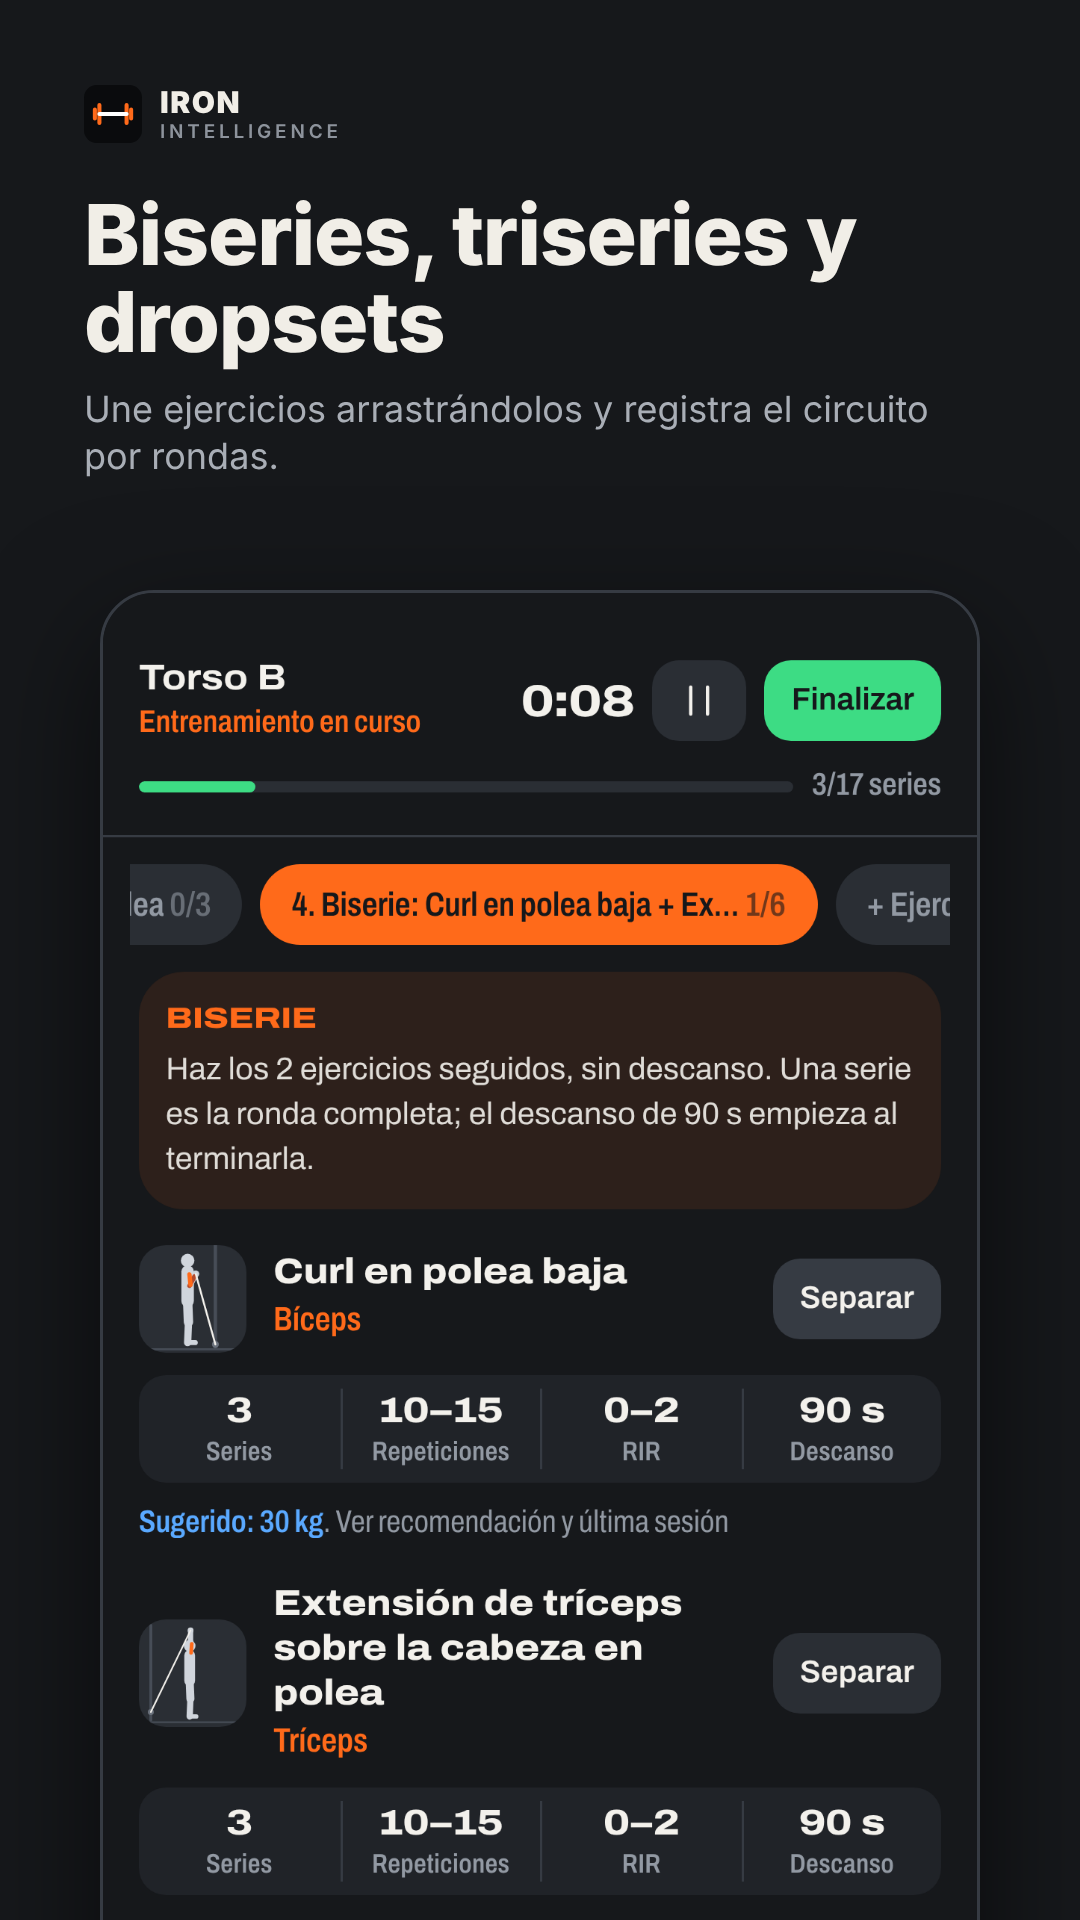 IRON
INTELLIGENCE
Biseries, triseries y
dropsets
Une ejercicios arrastrándolos y registra el circuito
por rondas.
Torso B
Entrenamiento en curso
0:08
Finalizar
3/17 series
lea 0/3
4. Biserie: Curl en polea baja + Ex... 1/6
+ Ejerc
BISERIE
Haz los 2 ejercicios seguidos, sin descanso. Una serie
es la ronda completa; el descanso de 90 s empieza al
terminarla.
Curl en polea baja
Bíceps
Separar
3 10–15 0–2 90 s
Series Repeticiones RIR Descanso
Sugerido: 30 kg. Ver recomendación y última sesión
Extensión de tríceps
sobre la cabeza en
polea
Tríceps
Separar
3 10–15 0–2 90 s
Series Repeticiones RIR Descanso